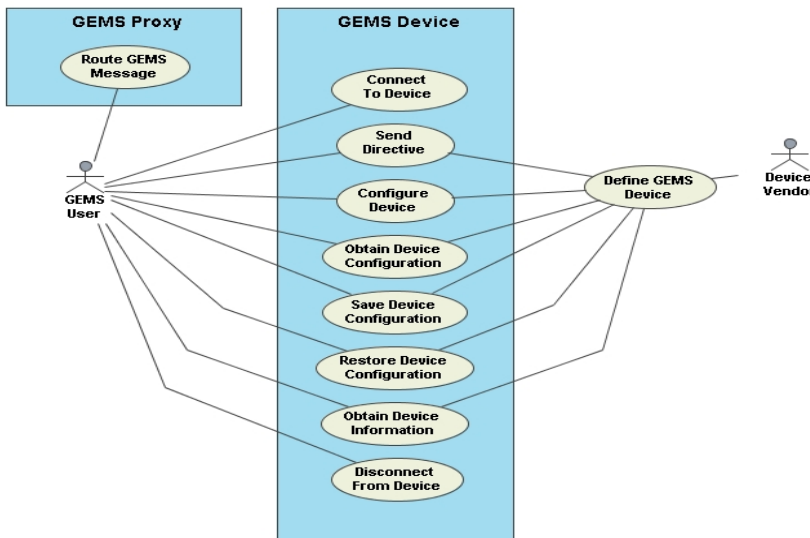 GEMS Proxy
Route GEMS
Message
GEMS Device
Connect
To Device
Send
Directive
Configure
Device
Obtain Device
Configuration
Save Device
Configuration
Restore Device
Configuration
Obtain Device
Information
Disconnect
From Device
GEMS
User
Define GEMS
Device
Device
Vendor